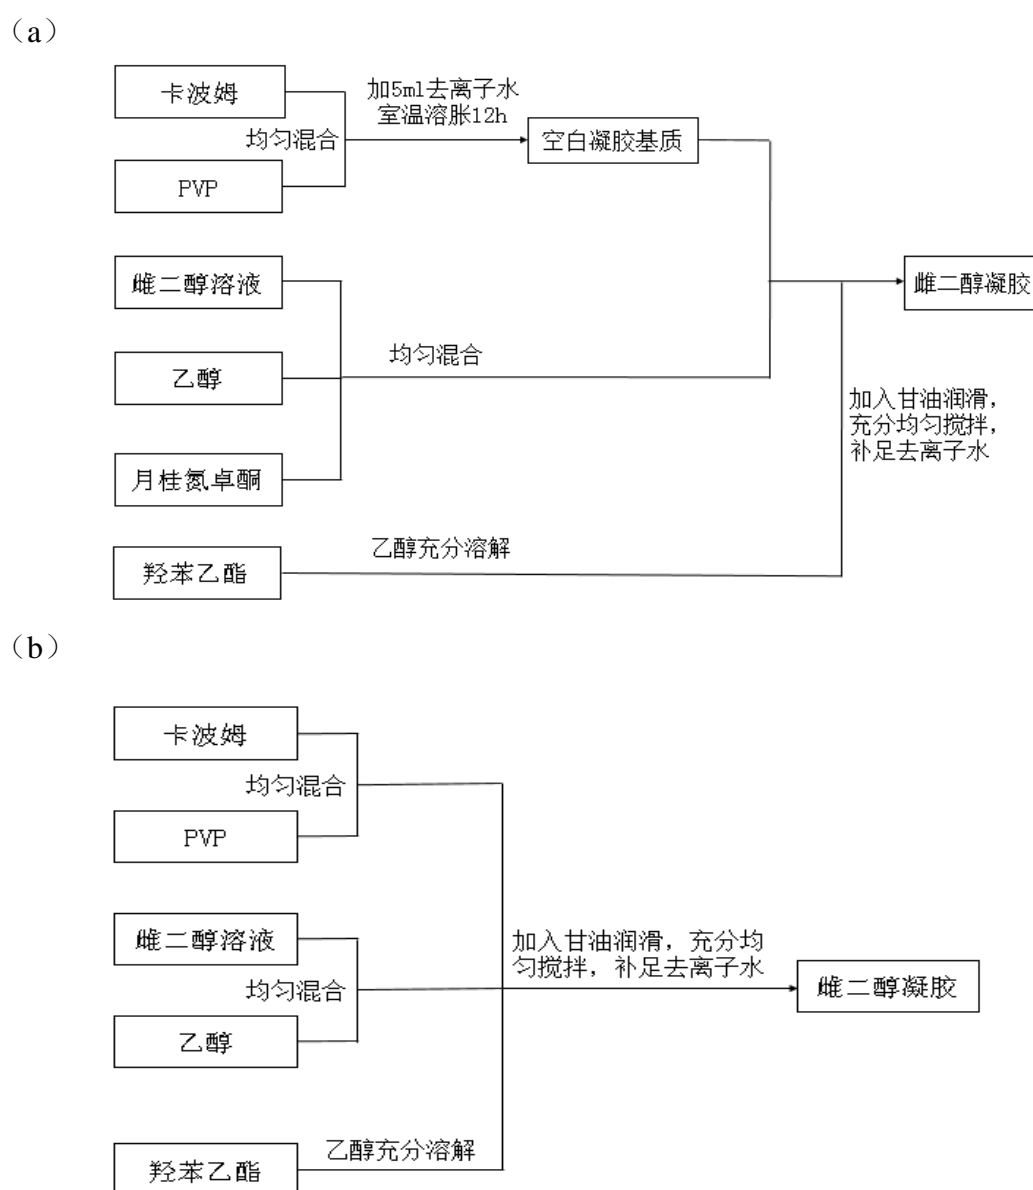 （a）
卡波姆
加5ml去离子水
室温溶胀12h
均匀混合
空白凝胶基质
PVP
雌二醇溶液
雌二醇凝胶
均匀混合
乙醇
加入甘油润滑，
充分均匀搅拌，
补足去离子水
月桂氮卓酮
乙醇充分溶解
羟苯乙酯
（b）
卡波姆
均匀混合
PVP
雌二醇溶液
加入甘油润滑，充分均
匀搅拌，补足去离子水
均匀混合
雌二醇凝胶
乙醇
乙醇充分溶解
羟苯乙酯